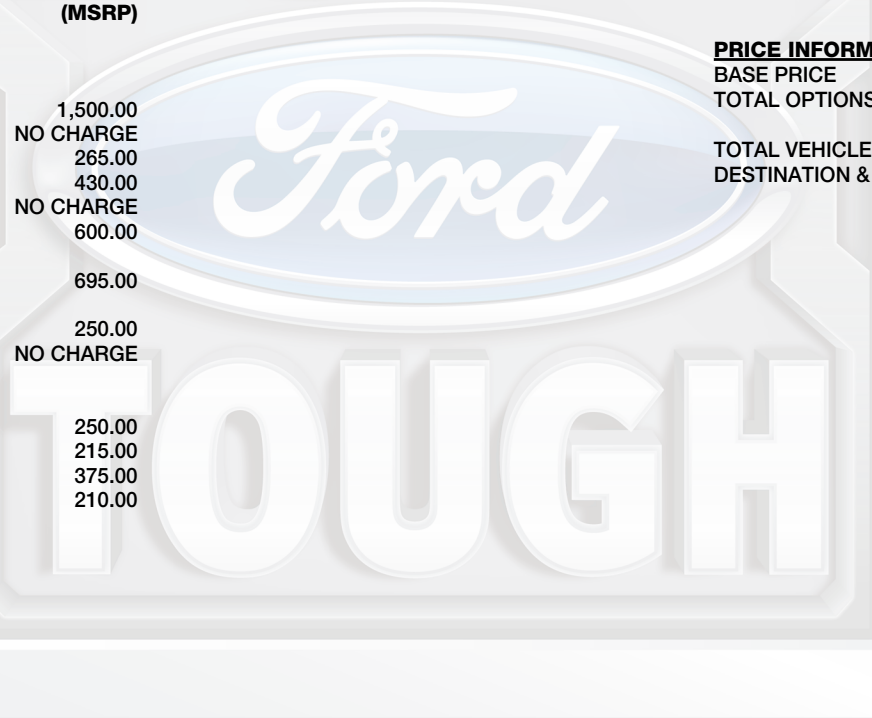 (MSRP)
1,500.00
NO CHARGE
265.00
430.00
NO CHARGE
600.00
695.00
250.00
NO CHARGE
250.00
215.00
375.00
210.00
PRICE INFORM
BASE PRICE
TOTAL OPTIONS
TOTAL VEHICLE
DESTINATION &
Ford
TOUGH